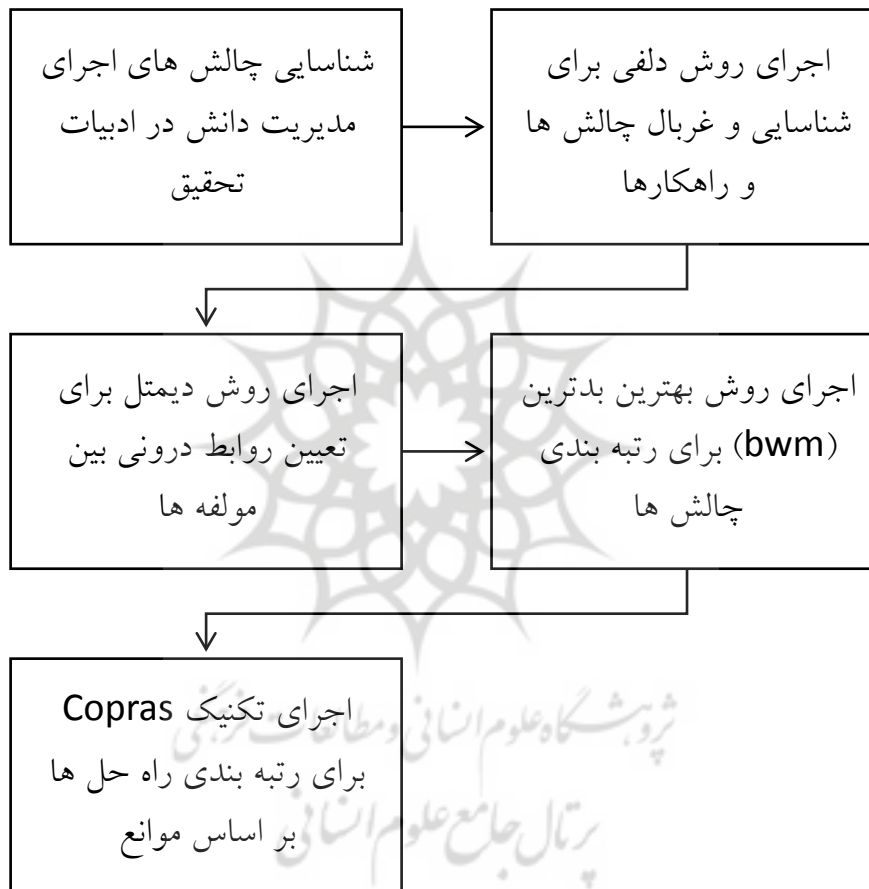 شناسایی چالش های اجرای
مدیریت دانش در ادبیات
تحقیق
اجرای روش دلفی برای
شناسایی و غربال چالش ها
و راهکارها
اجرای روش دیمتل برای
تعیین روابط درونی بین
مولفه ها
اجرای روش بهترین بدترین
(bwm) برای رتبه بندی
چالش ها
اجرای تکنیک Copras
برای رتبه بندی راه حل ها
بر اساس موانع
پژوهشگاه علوم انسانی و مطالعات فرهنگی
پرتال جامع علوم انسانی